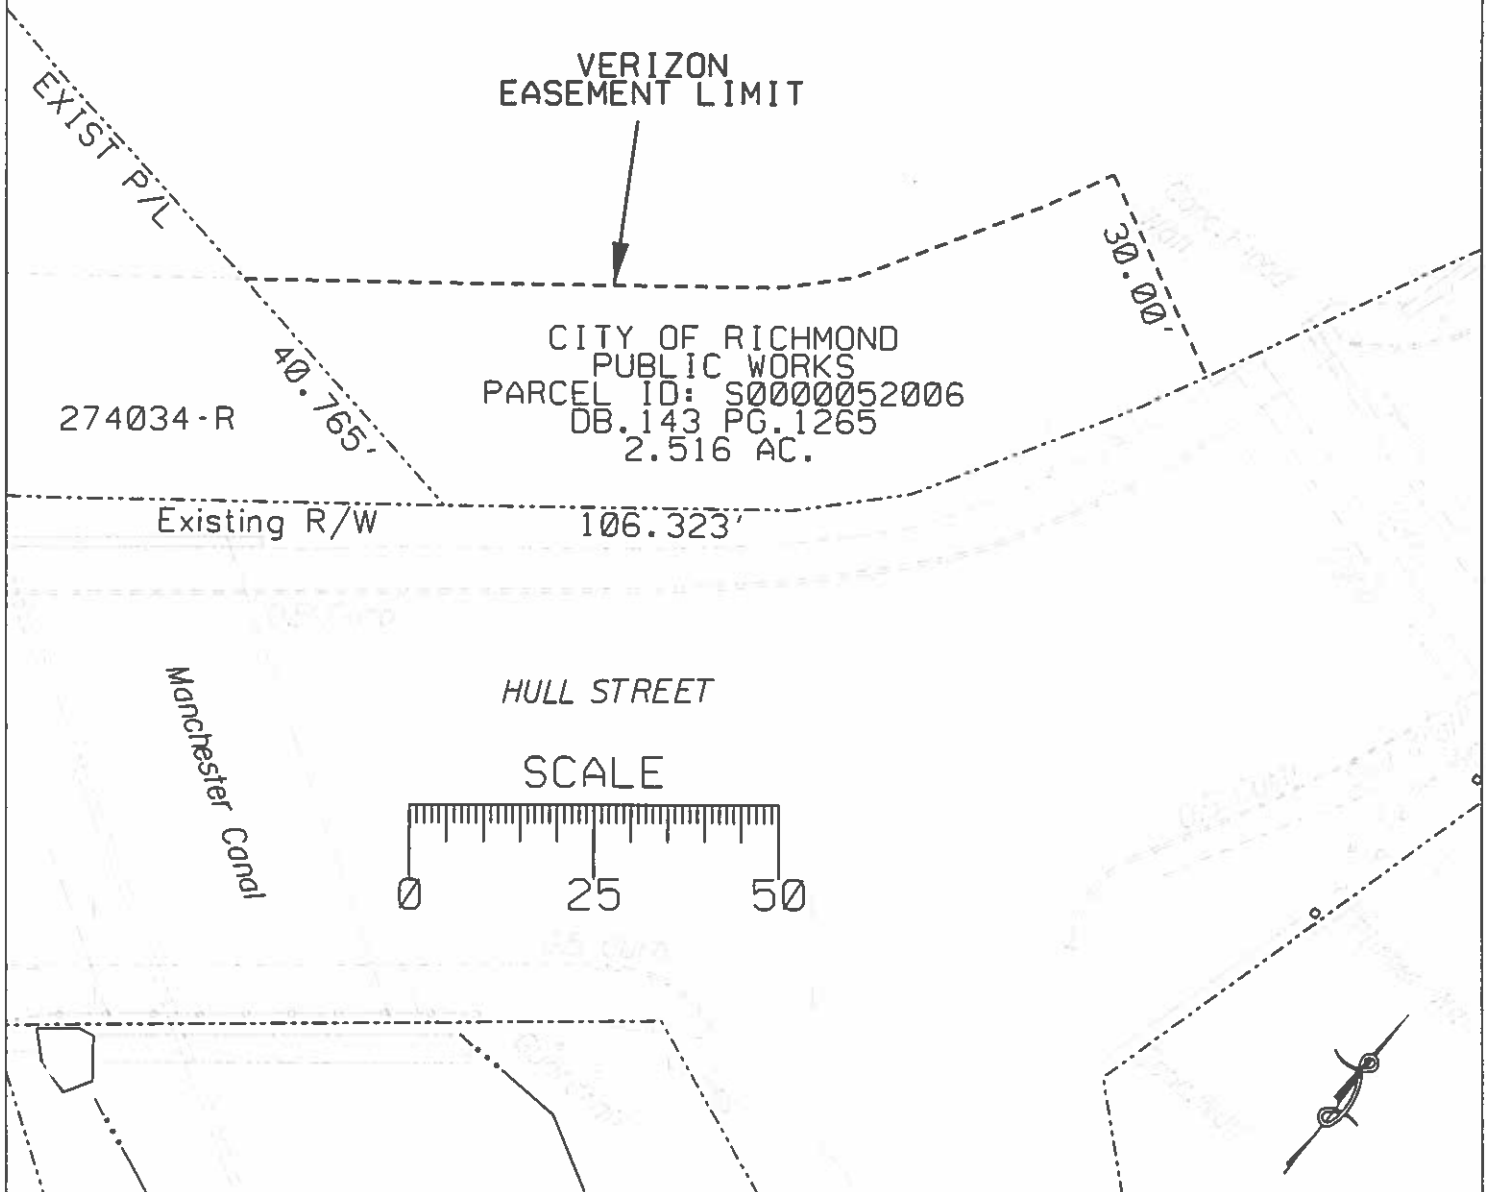 VERIZON
EASEMENT LIMIT
EXIST P/L
30.00'
CITY OF RICHMOND
PUBLIC WORKS
PARCEL ID: S0000052006
DB.143 PG.1265
2.516 AC.
40.765'
274034-R
Existing R/W
106.323'
HULL STREET
Manchester Canal
SCALE
0 25 50